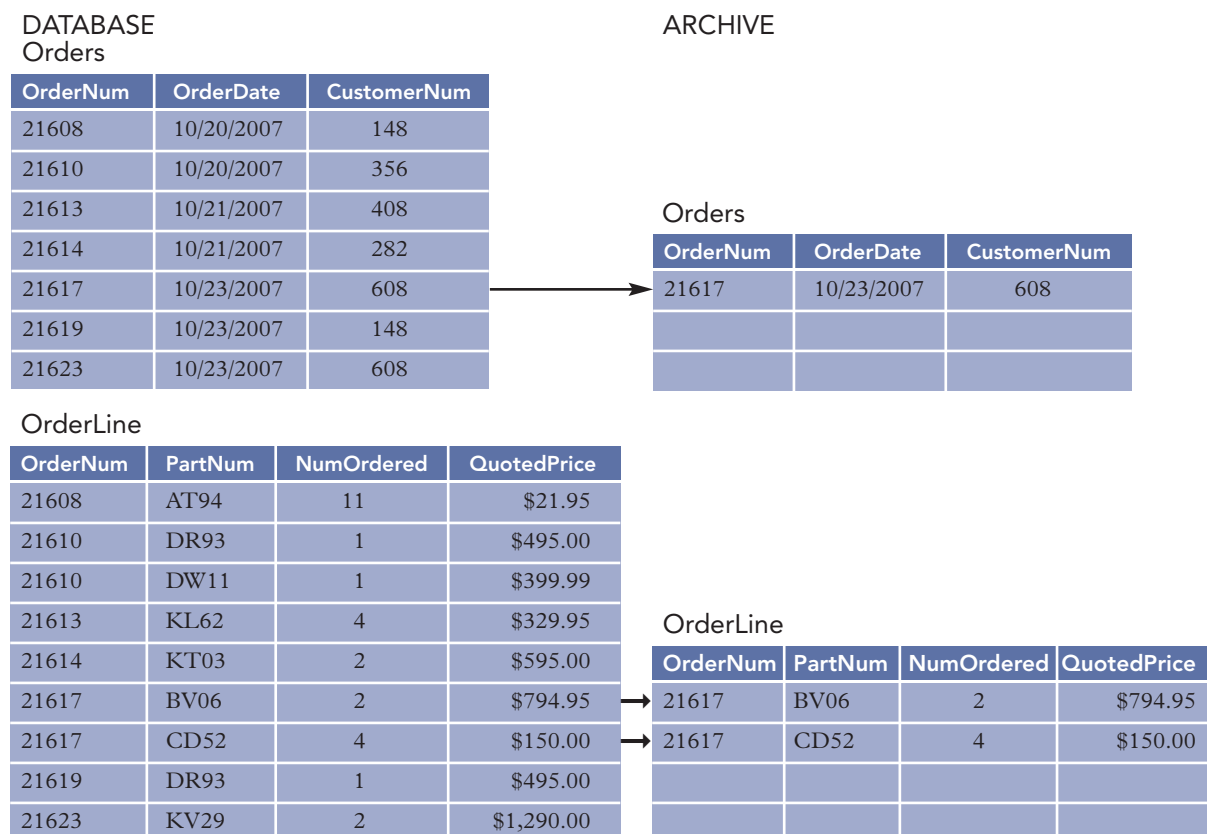 DATABASE
Orders
OrderNum OrderDate CustomerNum
21608 10/20/2007 148
21610 10/20/2007 356
21613 10/21/2007 408
21614 10/21/2007 282
21617 10/23/2007 608
21619 10/23/2007 148
21623 10/23/2007 608
ARCHIVE
Orders
OrderNum OrderDate CustomerNum
21617 10/23/2007 608
OrderLine
OrderNum PartNum NumOrdered QuotedPrice
21608 AT94 11 $21.95
21610 DR93 1 $495.00
21610 DW11 1 $399.99
21613 KL62 4 $329.95
21614 KT03 2 $595.00
21617 BV06 2 $794.95
21617 CD52 4 $150.00
21619 DR93 1 $495.00
21623 KV29 2 $1,290.00
OrderLine
OrderNum PartNum NumOrdered QuotedPrice
21617 BV06 2 $794.95
21617 CD52 4 $150.00